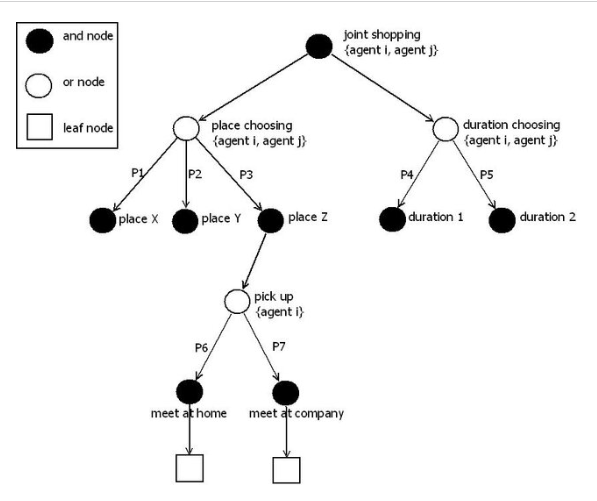 and node
or node
leaf node
joint shopping
{agent i, agent j}
place choosing
{agent i, agent j}
duration choosing
{agent i, agent j}
P1
P2
P3
P4
P5
place X
place Y
place Z
duration 1
duration 2
pick up
{agent i}
P6
P7
meet at home
meet at company